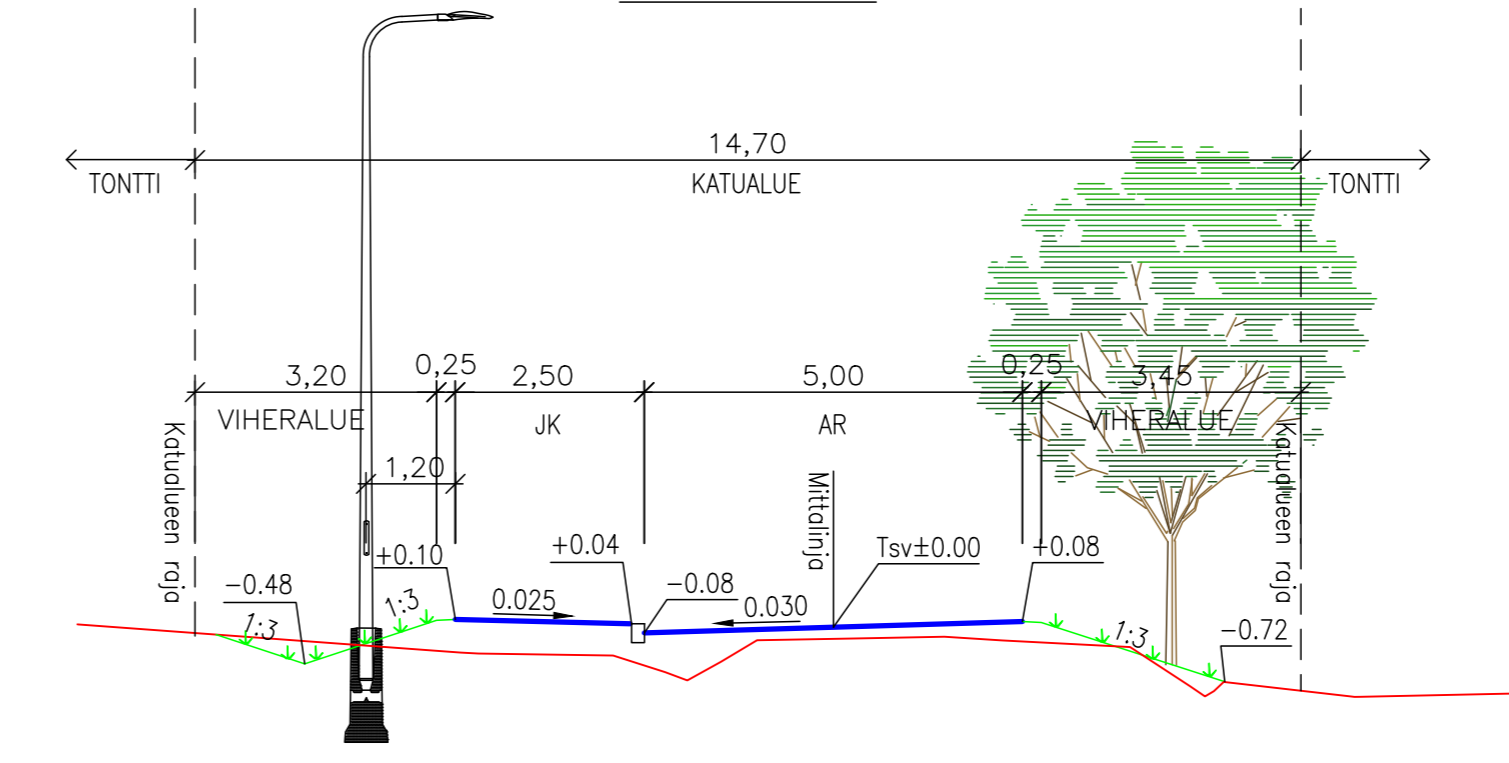 14,70
TONTTI
KATUALUE
TONTTI
3,20
0,25
2,50
5,00
0,25
3,45
VIHERALUE
JK
AR
VIHERALUE
Katualueen raja
1,20
Mittalinja
Katualueen raja
+0.10
+0.04
Tsv±0.00
+0.08
-0.48
-0.08
1:3
1:3
0.025
0.030
1:3
-0.72